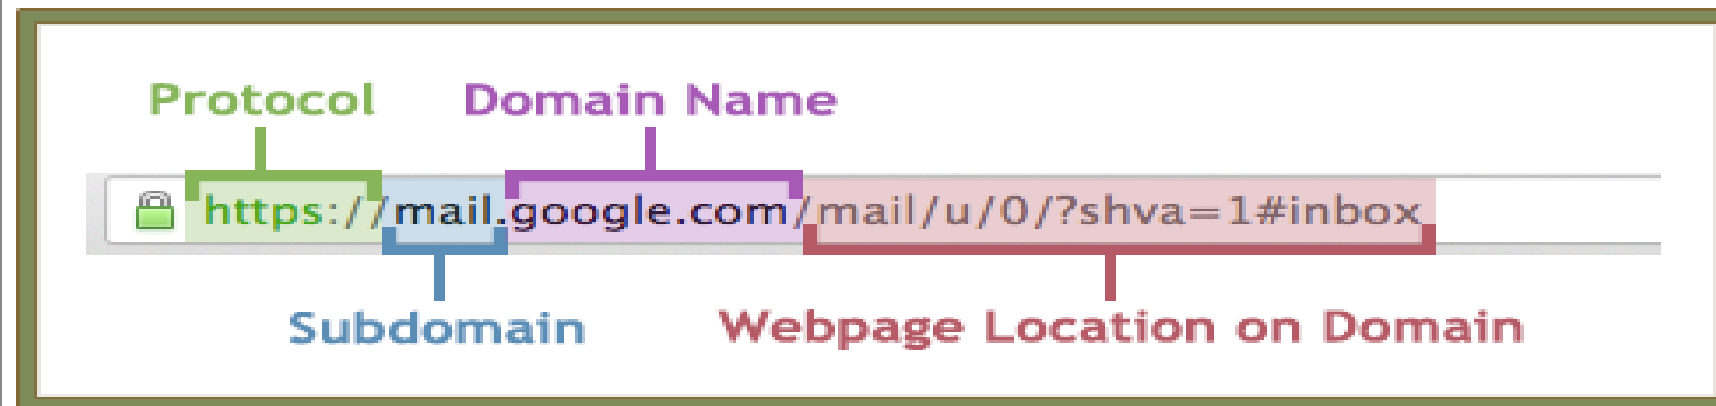 Protocol Domain Name
https://mail.google.com/mail/u/0/?shva=1#inbox
Subdomain Webpage Location on Domain